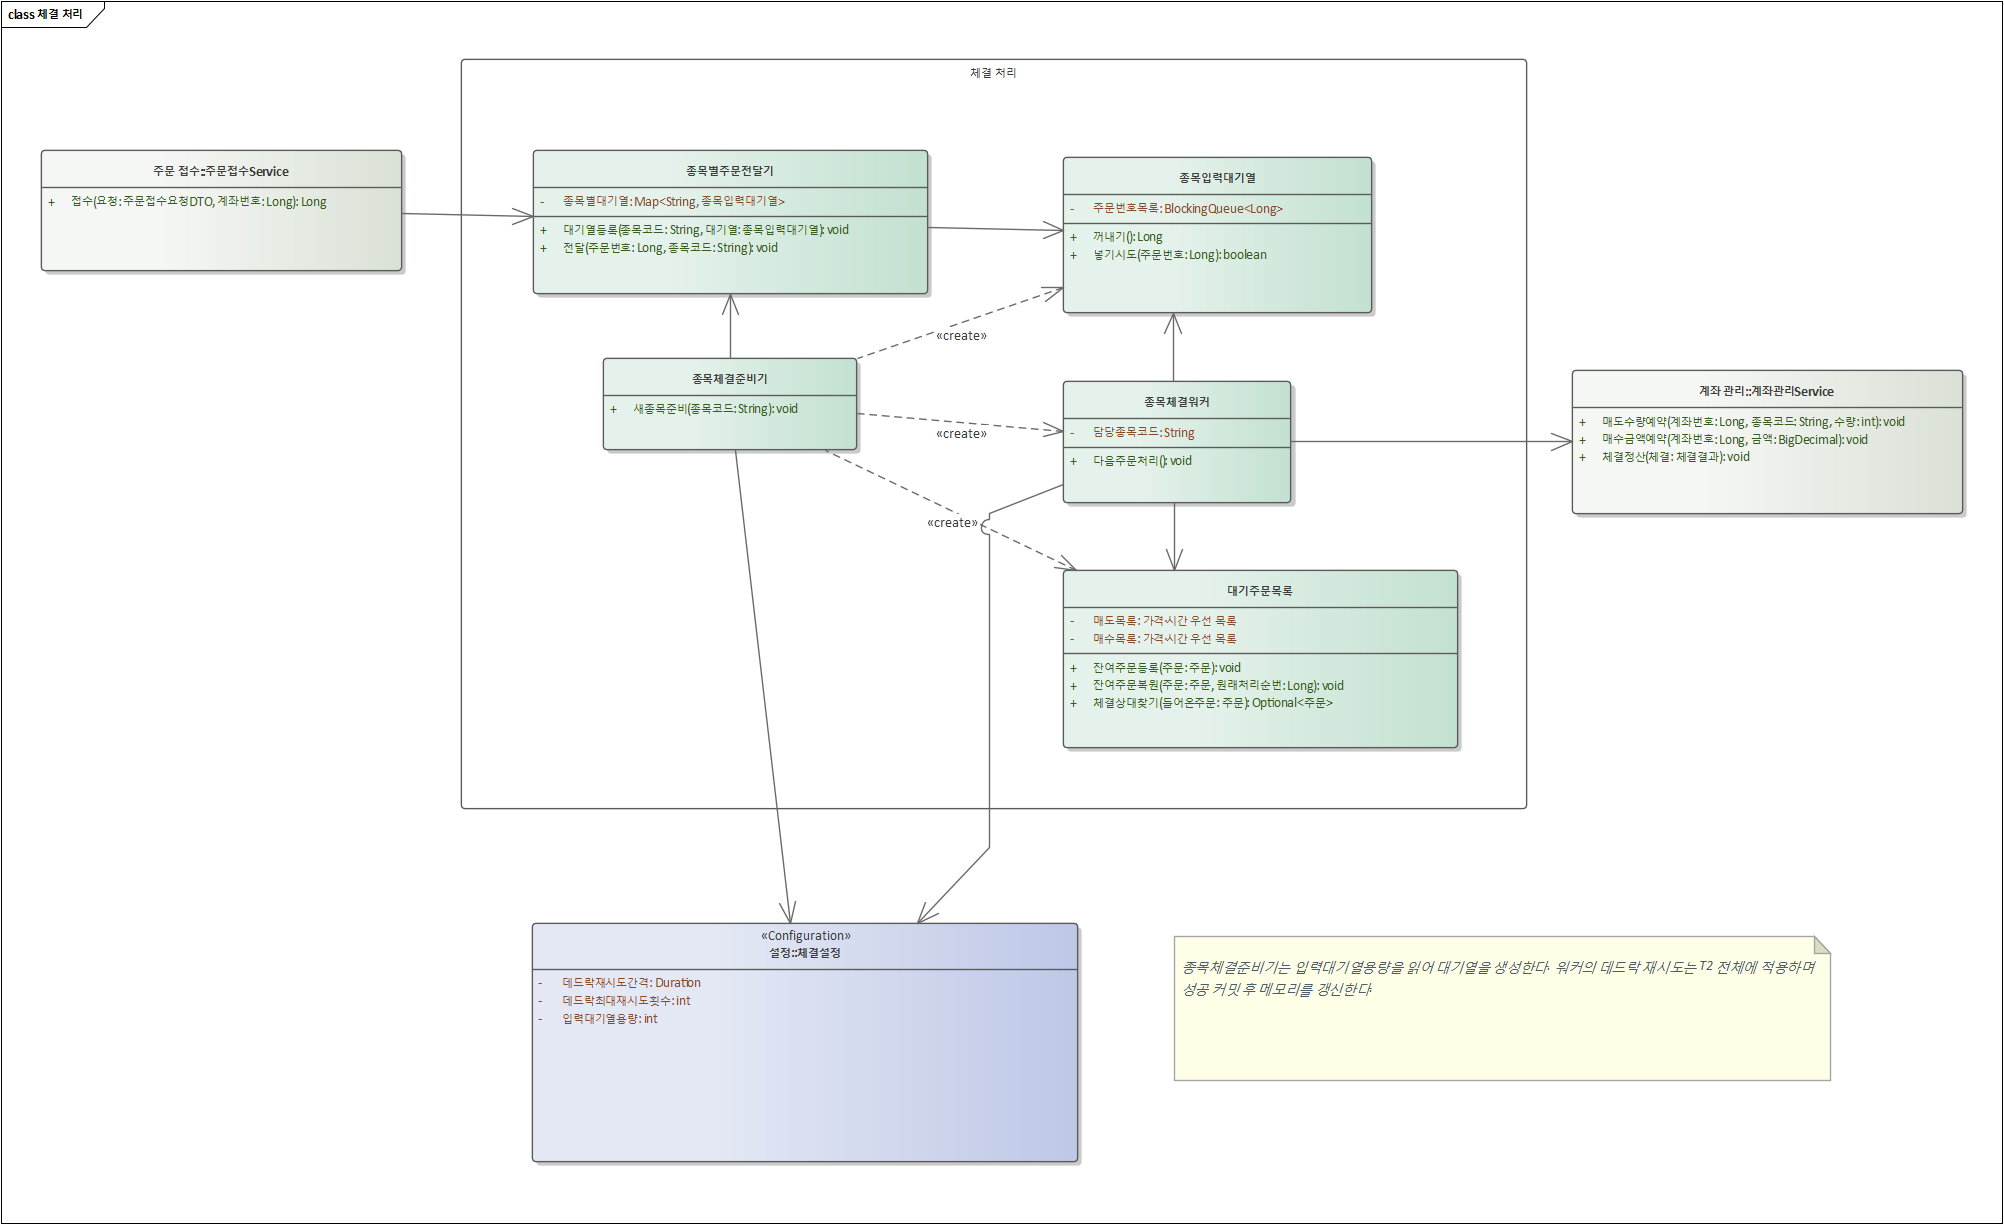 class 체결 처리
체결 처리
주문 접수::주문접수Service
+ 접수(요청: 주문접수요청DTO, 계좌번호: Long): Long
종목별주문전달기
- 종목별대기열: Map<String, 종목입력대기열>
+ 대기열등록(종목코드: String, 대기열: 종목입력대기열): void
+ 전달(주문번호: Long, 종목코드: String): void
종목입력대기열
- 주문번호목록: BlockingQueue<Long>
+ 꺼내기(): Long
+ 넣기시도(주문번호: Long): boolean
«create»
종목체결준비기
+ 새종목준비(종목코드: String): void
«create»
종목체결워커
- 담당종목코드: String
+ 다음주문처리(): void
계좌 관리::계좌관리Service
+ 매도수량예약(계좌번호: Long, 종목코드: String, 수량: int): void
+ 매수금액예약(계좌번호: Long, 금액: BigDecimal): void
+ 체결정산(체결: 체결결과): void
«create»
대기주문목록
- 매도목록: 가격·시간 우선 목록
- 매수목록: 가격·시간 우선 목록
+ 잔여주문등록(주문: 주문): void
+ 잔여주문복원(주문: 주문, 원래처리순번: Long): void
+ 체결상대찾기(들어온주문: 주문): Optional<주문>
«Configuration»
설정::체결설정
- 데드락재시도간격: Duration
- 데드락최대재시도횟수: int
- 입력대기열용량: int
종목체결준비기는 입력대기열용량을 읽어 대기열을 생성한다. 워커의 데드락 재시도는 T2 전체에 적용하며
성공 커밋 후 메모리를 갱신한다.